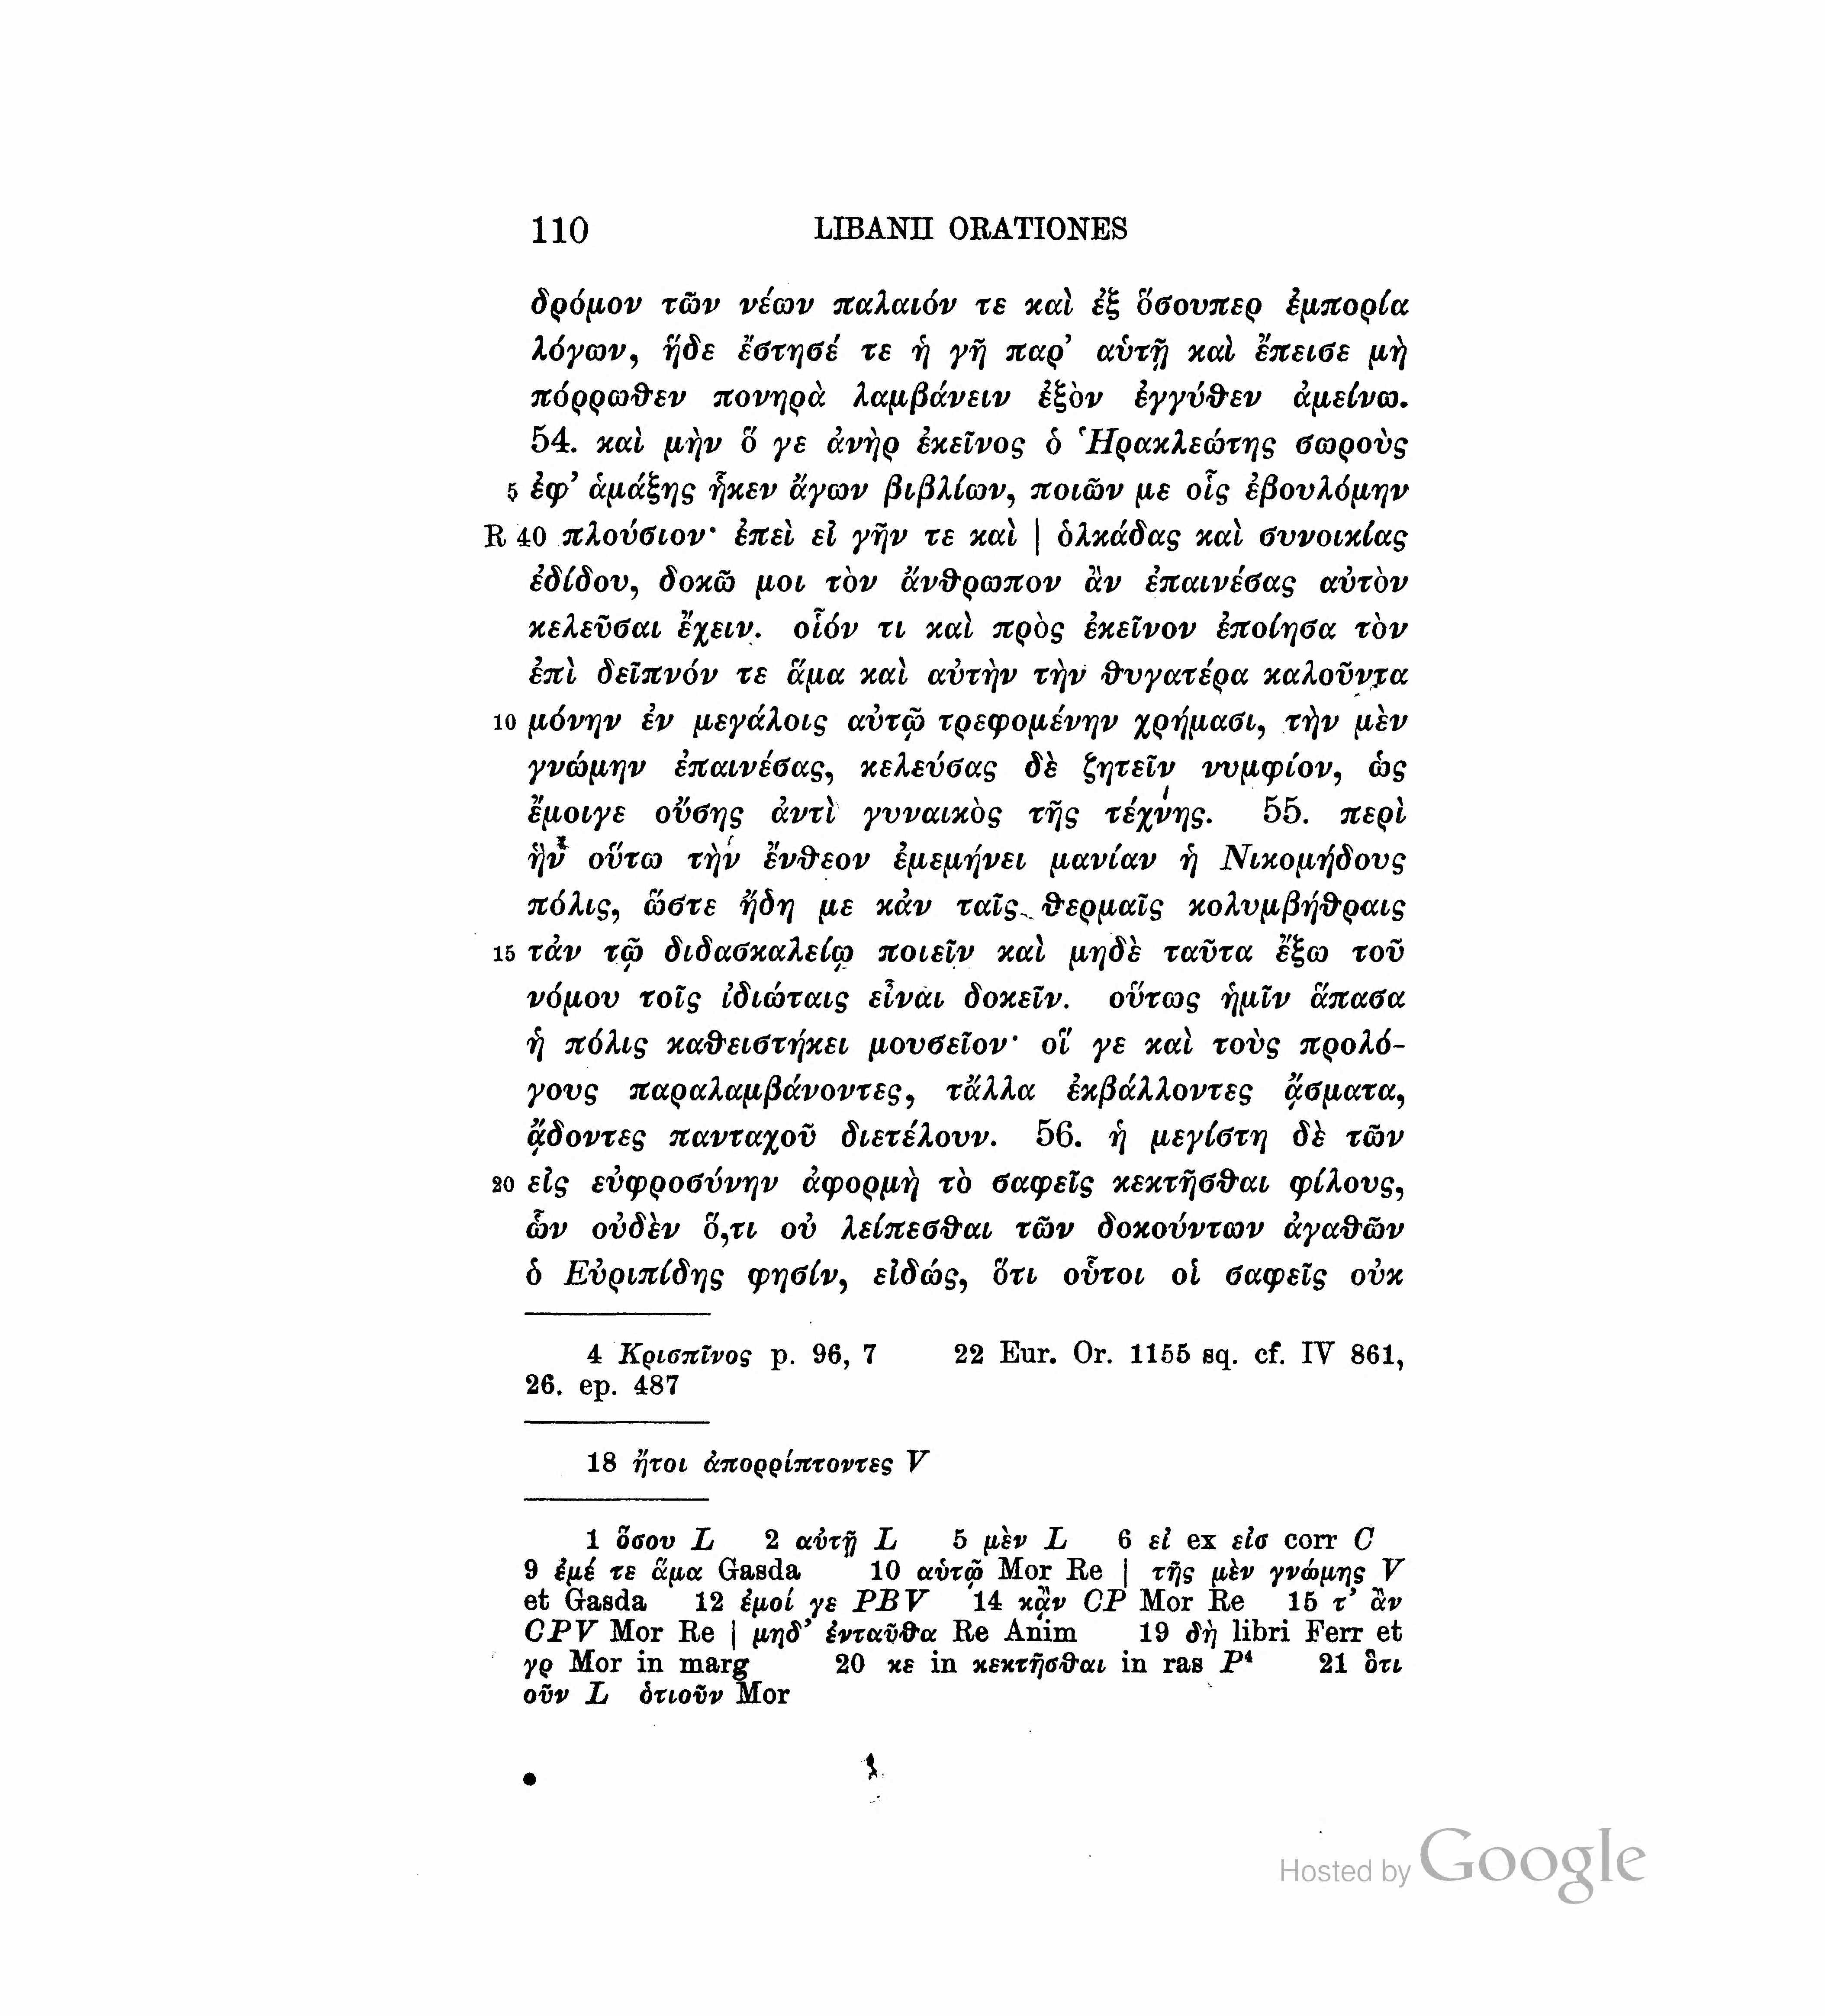 110 LIBANII ORATIONES
δρόμον τῶν νέων παλαιόν τε καὶ ἐξ ὅσουπερ ἐμπορία
λόγων, ἥδε ἔστησέ τε ἡ γῆ παρ’ αὑτῇ καὶ ἔπεισε μὴ
πόρρωθεν πονηρὰ λαμβάνειν ἐξὸν ἐγγύθεν ἀμείνω.
54. καὶ μὴν ὅ γε ἀνὴρ ἐκεῖνος ὁ Ἡρακλεώτης σωροὺς
5 ἐφ’ ἁμάξης ἧκεν ἄγων βιβλίων, ποιῶν με οἷς ἐβουλόμην
R 40 πλούσιον· ἐπεὶ εἰ γῆν τε καὶ | ὁλκάδας καὶ συνοικίας
ἐδίδου, δοκῶ μοι τὸν ἄνθρωπον ἂν ἐπαινέσας αὐτὸν
κελεῦσαι ἔχειν. οἷόν τι καὶ πρὸς ἐκεῖνον ἐποίησα τὸν
ἐπὶ δεῖπνόν τε ἅμα καὶ αὐτὴν τὴν θυγατέρα καλοῦντα
10 μόνην ἐν μεγάλοις αὐτῷ τρεφομένην χρήμασι, τὴν μὲν
γνώμην ἐπαινέσας, κελεύσας δὲ ζητεῖν νυμφίον, ὡς
ἔμοιγε οὔσης ἀντὶ γυναικὸς τῆς τέχνης. 55. περὶ
ἣν οὕτω τὴν ἔνθεον ἐμεμήνει μανίαν ἡ Νικομήδους
πόλις, ὥστε ἤδη με κἀν ταῖς θερμαῖς κολυμβήθραις
15 τἀν τῷ διδασκαλείῳ ποιεῖν καὶ μηδὲ ταῦτα ἔξω τοῦ
νόμου τοῖς ἰδιώταις εἶναι δοκεῖν. οὕτως ἡμῖν ἅπασα
ἡ πόλις καθειστήκει μουσεῖον· οἵ γε καὶ τοὺς προλό-
γους παραλαμβάνοντες, τἄλλα ἐκβάλλοντες ᾄσματα,
ᾄδοντες πανταχοῦ διετέλουν. 56. ἡ μεγίστη δὲ τῶν
20 εἰς εὐφροσύνην ἀφορμὴ τὸ σαφεῖς κεκτῆσθαι φίλους,
ὧν οὐδὲν ὅ,τι οὐ λείπεσθαι τῶν δοκούντων ἀγαθῶν
ὁ Εὐριπίδης φησίν, εἰδώς, ὅτι οὗτοι οἱ σαφεῖς οὐκ
4 Κρισπῖνος p. 96, 7 22 Eur. Or. 1155 sq. cf. IV 861,
26. ep. 487
18 ἤτοι ἀπορρίπτοντες V
1 ὅσου L 2 αὐτῇ L 5 μὲν L 6 εἰ ex εἰσ corr C
9 ἐμέ τε ἅμα Gasda 10 αὑτῷ Mor Re | τῆς μὲν γνώμης V
et Gasda 12 ἐμοί γε PBV 14 κᾂν CP Mor Re 15 τ’ ἂν
CPV Mor Re | μηδ’ ἐνταῦθα Re Anim 19 δὴ libri Ferr et
γρ Mor in marg 20 κε in κεκτῆσθαι in ras P⁴ 21 ὅτι
οῦν L ὁτιοῦν Mor
Hosted by Google